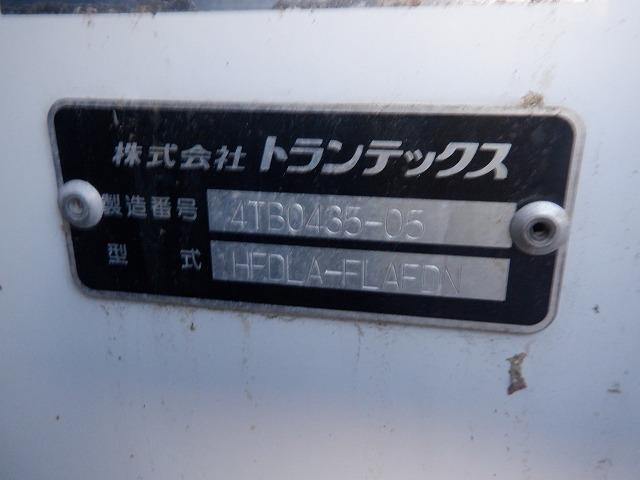 株式会社 トランテックス
製造番号 4TB0435-05
型式 1HFDLA-FLAFDN